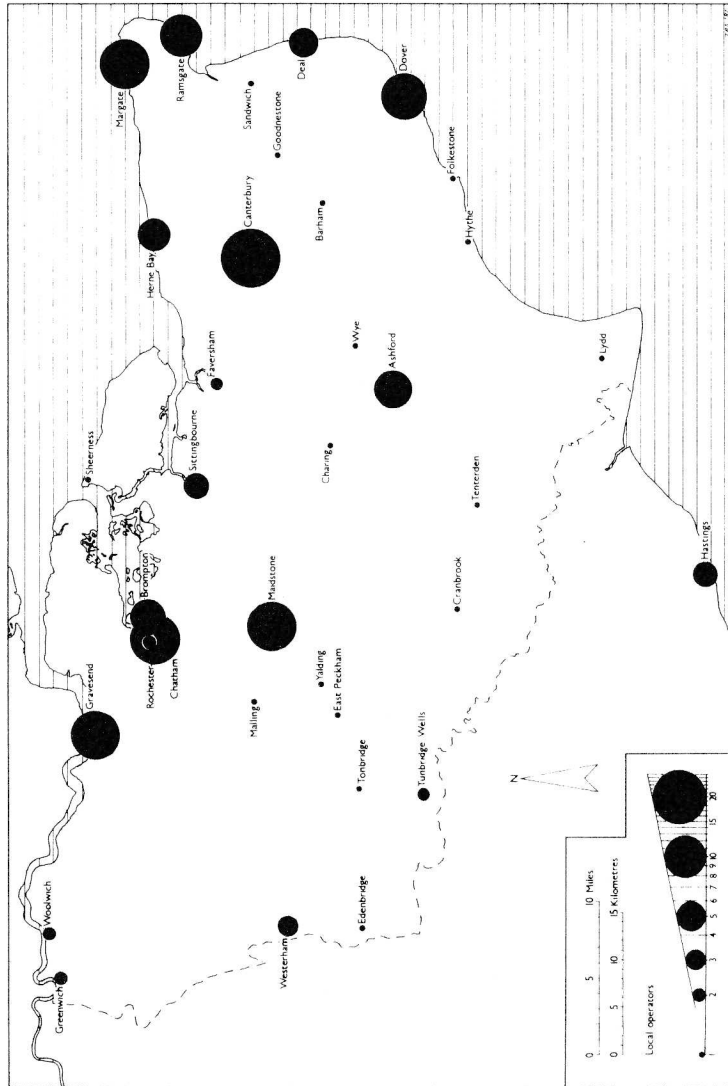 Greenwich
Woolwich
Gravesend
Rochester
Chatham
Brompton
Sheerness
Sittingbourne
Faversham
Herne Bay
Margate
Ramsgate
Westerham
Edenbridge
Malling
Yalding
East Peckham
Tonbridge
Tunbridge Wells
Maidstone
Cranbrook
Tenterden
Charing
Wye
Ashford
Canterbury
Barham
Goodnestone
Sandwich
Deal
Dover
Folkestone
Hythe
Lydd
Hastings
N
0 5 10 Miles
0 5 10 15 Kilometres
Local operators
1 2 3 4 5 6 7 8 9 10 15 20